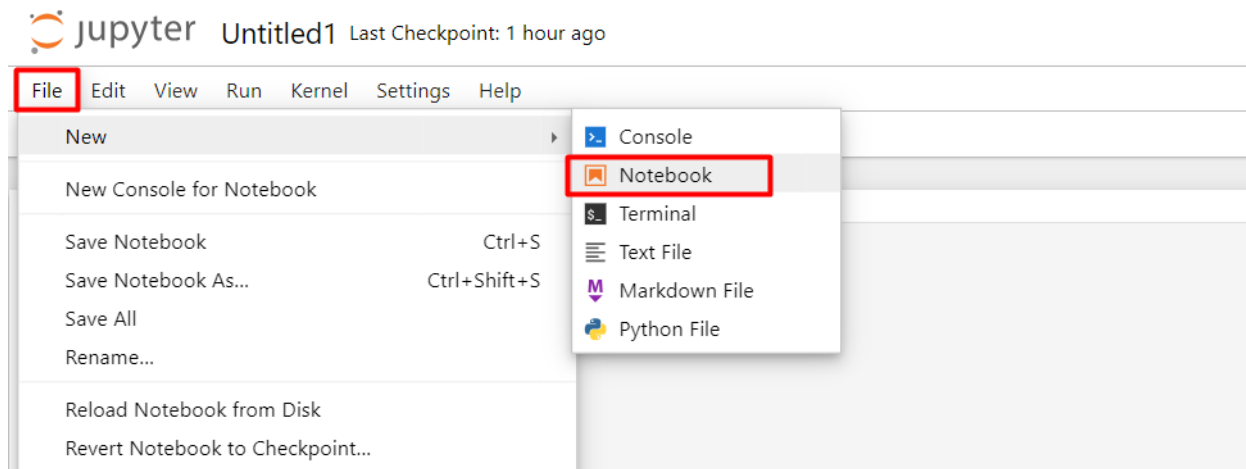 jupyter Untitled1 Last Checkpoint: 1 hour ago
File Edit View Run Kernel Settings Help
New
New Console for Notebook
Save Notebook Ctrl+S
Save Notebook As... Ctrl+Shift+S
Save All
Rename...
Reload Notebook from Disk
Revert Notebook to Checkpoint...
Console
Notebook
$_ Terminal
Text File
M Markdown File
Python File